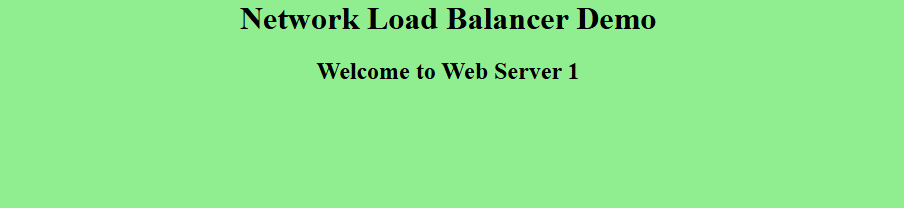 Network Load Balancer Demo
Welcome to Web Server 1